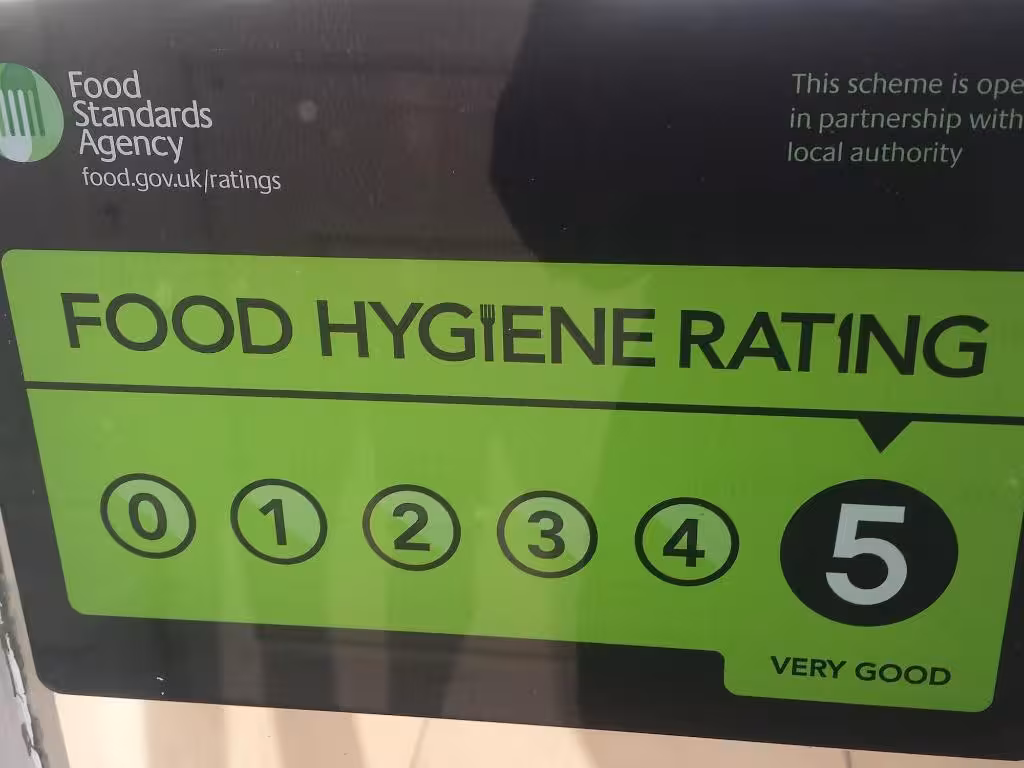 Food
Standards
Agency
food.gov.uk/ratings
This scheme is ope
in partnership with
local authority
FOOD HYGIENE RATING
0 1 2 3 4 5
VERY GOOD